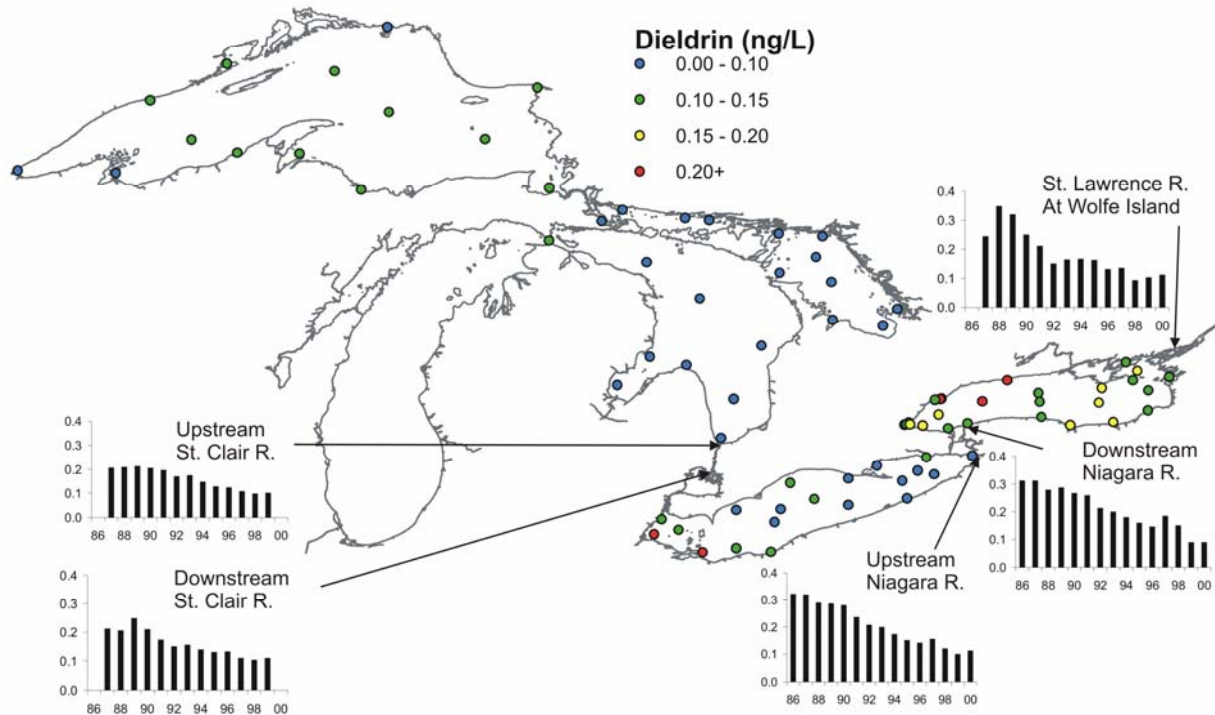 Dieldrin (ng/L)
0.00 - 0.10
0.10 - 0.15
0.15 - 0.20
0.20+
St. Lawrence R.
At Wolfe Island
0.4
0.3
0.2
0.1
0.0
86 88 90 92 94 96 98 00
Upstream
St. Clair R.
0.4
0.3
0.3
0.2
0.1
0.0
86 88 90 92 94 96 98 00
Downstream
St. Clair R.
0.4
0.3
0.2
0.1
0.0
86 88 90 92 94 96 98 00
Downstream
Niagara R.
0.4
0.3
0.2
0.1
0.0
86 88 90 92 94 96 98 00
Upstream
Niagara R.
0.4
0.3
0.2
0.1
0.0
86 88 90 92 94 96 98 00